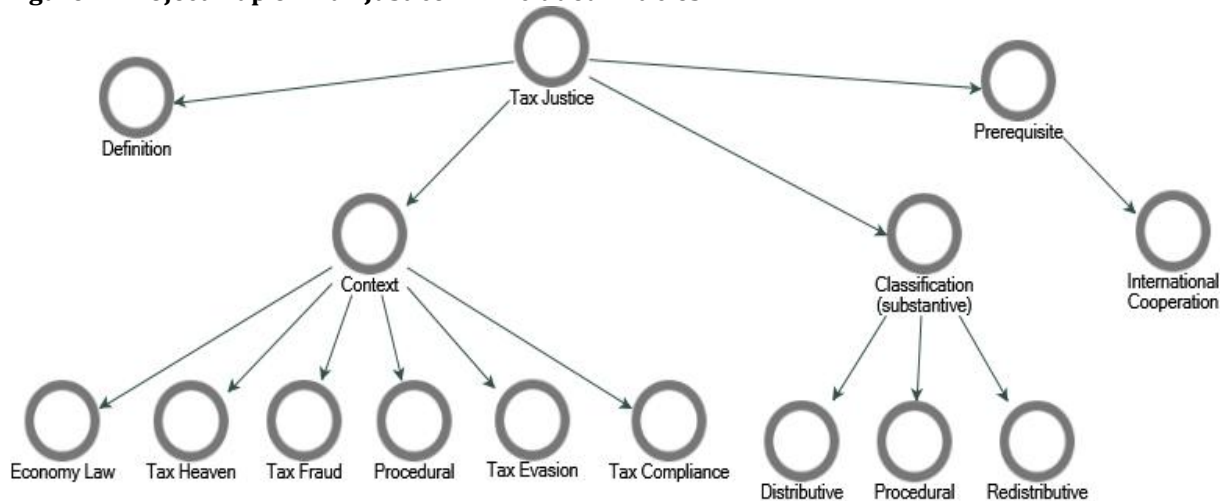 Tax Justice
Definition
Prerequisite
Context
Classification
(substantive)
International
Cooperation
Economy Law
Tax Heaven
Tax Fraud
Procedural
Tax Evasion
Tax Compliance
Distributive
Procedural
Redistributive